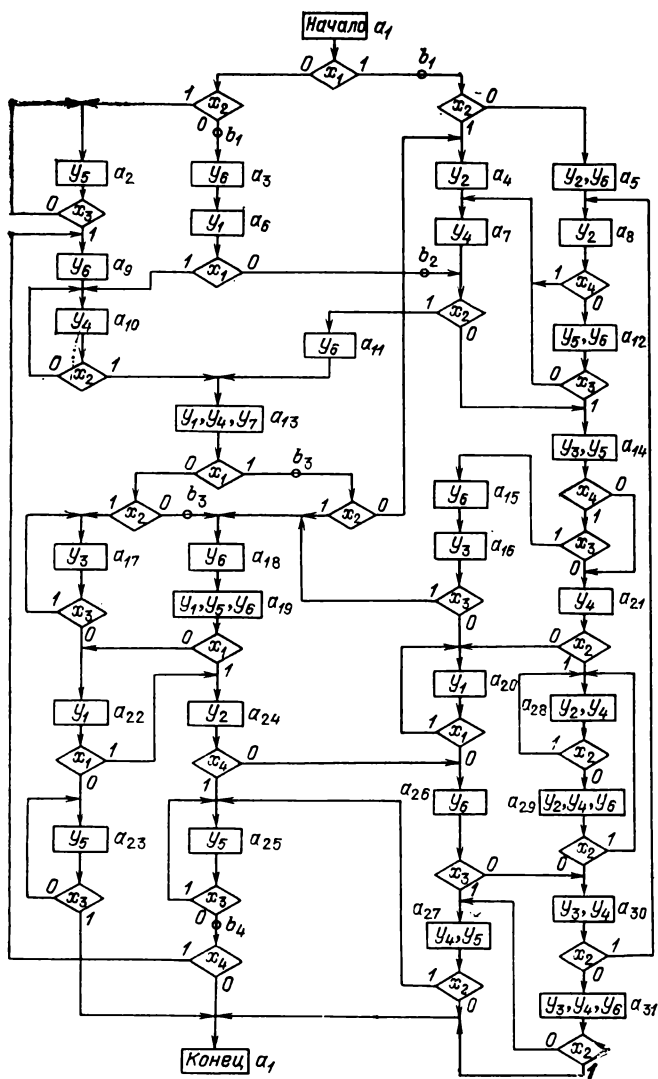 Начало a₁
0 x₁ 1 b₁
1 x₂ 0 b₁
x₂ 0 1
y₅ a₂
y₆ a₃
y₂ a₄
y₂, y₆ a₅
0 x₃ 1
y₁ a₆
y₄ a₇
y₂ a₈
y₆ a₉
1 x₁ 0 b₂
1 x₄ 0
y₄ a₁₀
1 x₂ 0
y₆ a₁₁
y₅, y₆ a₁₂
0 x₂ 1
0 x₃ 1
y₁, y₄, y₇ a₁₃
y₃, y₅ a₁₄
0 x₁ 1 b₃
y₆ a₁₅
x₄ 0 1
1 x₂ 0 b₃
1 x₂ 0
y₃ a₁₆
1 x₃ 0
y₃ a₁₇
y₆ a₁₈
1 x₃ 0
y₄ a₂₁
1 x₃ 0
y₁, y₅, y₆ a₁₉
0 x₁ 1
0 x₂ 1
y₁ a₂₀
y₁ a₂₂
y₂ a₂₄
a₂₈ y₂, y₄
1 x₁ 0
1 x₂ 0
x₁ 1 0
x₄ 0 1
a₂₆ y₆
a₂₉ y₂, y₄, y₆
y₅ a₂₃
y₅ a₂₅
x₃ 0 1
0 x₂ 1
0 x₃ 1
1 x₃ 0 b₄
a₂₇ y₄, y₅
y₃, y₄ a₃₀
1 x₄ 0
1 x₂ 0
x₂ 1 0
y₃, y₄, y₆ a₃₁
0 x₂ 1
Конец a₁